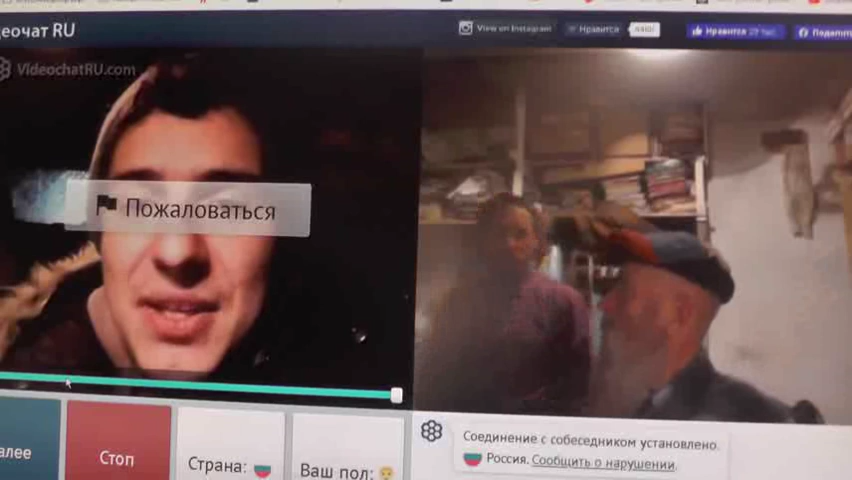 еочат RU
View on Instagram
Нравится
Нравится
VideochatRU.com
Пожаловаться
алее
Стоп
Страна:
Ваш пол:
Соединение с собеседником установлено.
Россия. Сообщить о нарушении.